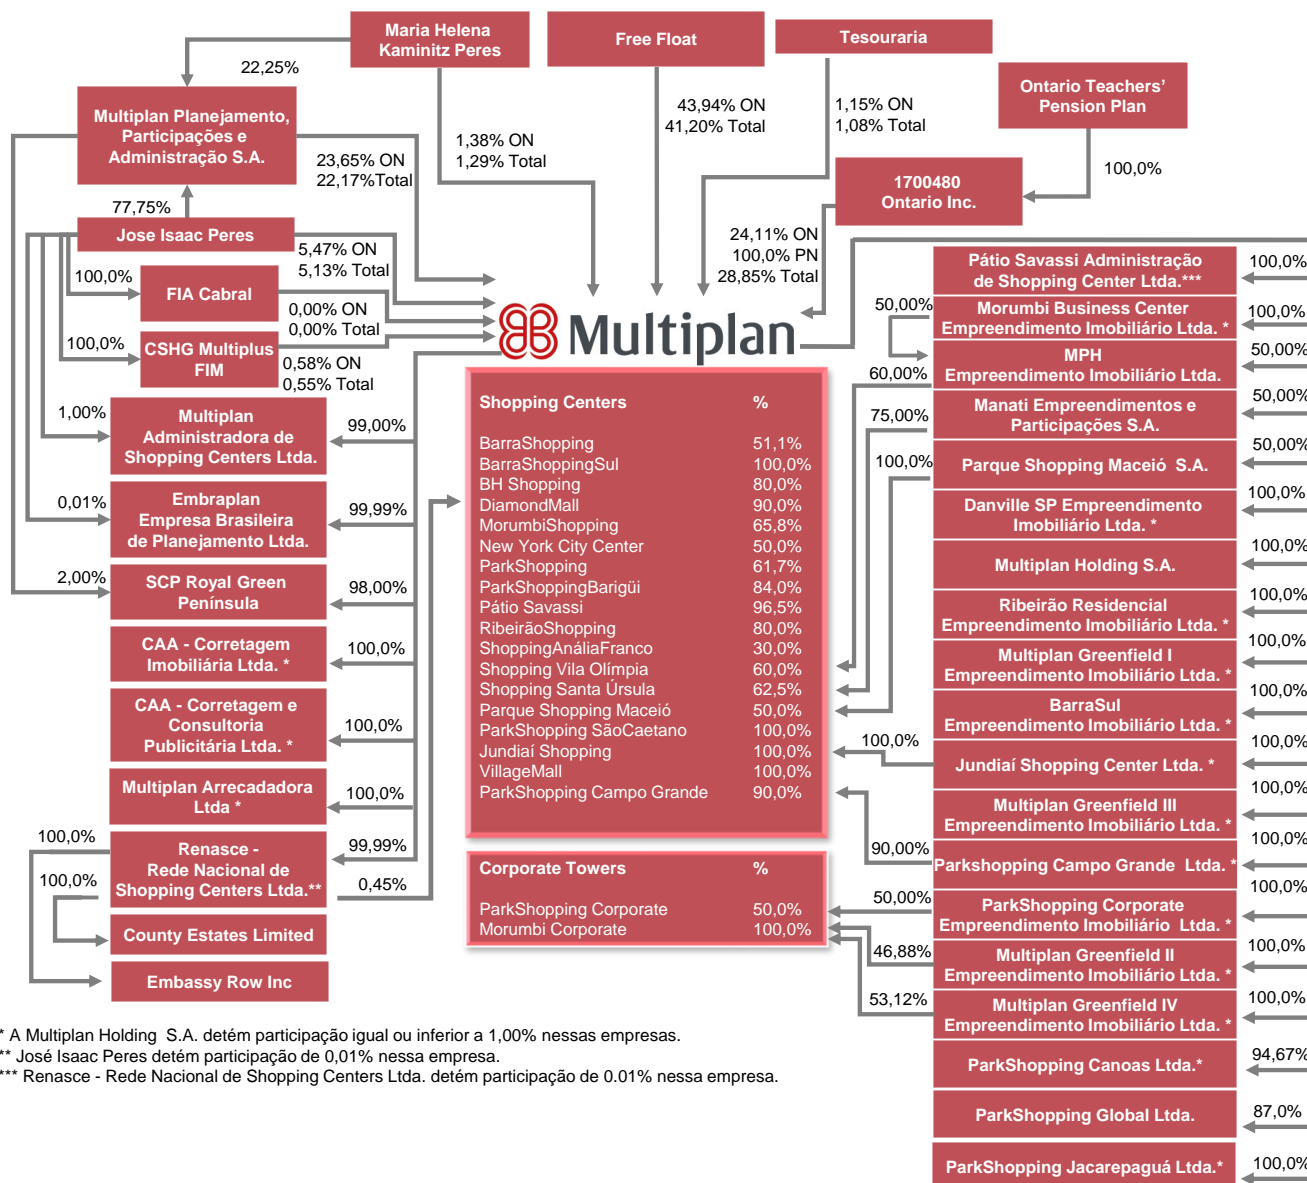 Maria Helena
Kaminitz Peres
Free Float
Tesouraria
Ontario Teachers'
Pension Plan
22,25%
Multiplan Planejamento,
Participações e
Administração S.A.
43,94% ON
41,20% Total
1,15% ON
1,08% Total
1,38% ON
1,29% Total
23,65% ON
22,17%Total
100,0%
1700480
Ontario Inc.
77,75%
Jose Isaac Peres
5,47% ON
5,13% Total
24,11% ON
100,0% PN
28,85% Total
100,0%
FIA Cabral
0,00% ON
0,00% Total
100,0%
CSHG Multiplus
FIM
0,58% ON
0,55% Total
Multiplan
1,00%
Multiplan
Administradora de
Shopping Centers Ltda.
99,00%
0,01%
Embraplan
Empresa Brasileira
de Planejamento Ltda.
99,99%
2,00%
SCP Royal Green
Península
98,00%
CAA - Corretagem
Imobiliária Ltda. *
100,0%
CAA - Corretagem e
Consultoria
Publicitária Ltda. *
100,0%
Multiplan Arrecadadora
Ltda *
100,0%
100,0%
Renasce -
Rede Nacional de
Shopping Centers Ltda.**
99,99%
100,0%
0,45%
County Estates Limited
Embassy Row Inc
Shopping Centers %
BarraShopping 51,1%
BarraShoppingSul 100,0%
BH Shopping 80,0%
DiamondMall 90,0%
MorumbiShopping 65,8%
New York City Center 50,0%
ParkShopping 61,7%
ParkShoppingBarigüi 84,0%
Pátio Savassi 96,5%
RibeirãoShopping 80,0%
ShoppingAnáliaFranco 30,0%
Shopping Vila Olímpia 60,0%
Shopping Santa Úrsula 62,5%
Parque Shopping Maceió 50,0%
ParkShopping SãoCaetano 100,0%
Jundiaí Shopping 100,0%
VillageMall 100,0%
ParkShopping Campo Grande 90,0%
Corporate Towers %
ParkShopping Corporate 50,0%
Morumbi Corporate 100,0%
Pátio Savassi Administração
de Shopping Center Ltda.***
100,0%
50,00%
Morumbi Business Center
Empreendimento Imobiliário Ltda. *
100,0%
60,00%
MPH
Empreendimento Imobiliário Ltda.
50,00%
75,00%
Manati Empreendimentos e
Participações S.A.
50,00%
100,0%
Parque Shopping Maceió S.A.
50,00%
Danville SP Empreendimento
Imobiliário Ltda. *
100,0%
Multiplan Holding S.A.
100,0%
Ribeirão Residencial
Empreendimento Imobiliário Ltda. *
100,0%
Multiplan Greenfield I
Empreendimento Imobiliário Ltda. *
100,0%
BarraSul
Empreendimento Imobiliário Ltda. *
100,0%
100,0%
Jundiaí Shopping Center Ltda. *
100,0%
Multiplan Greenfield III
Empreendimento Imobiliário Ltda. *
100,0%
90,00%
Parkshopping Campo Grande Ltda. *
100,0%
50,00%
ParkShopping Corporate
Empreendimento Imobiliário Ltda. *
100,0%
46,88%
Multiplan Greenfield II
Empreendimento Imobiliário Ltda. *
100,0%
53,12%
Multiplan Greenfield IV
Empreendimento Imobiliário Ltda. *
100,0%
ParkShopping Canoas Ltda.*
94,67%
ParkShopping Global Ltda.
87,0%
ParkShopping Jacarepaguá Ltda.*
100,0%
* A Multiplan Holding S.A. detém participação igual ou inferior a 1,00% nessas empresas.
** José Isaac Peres detém participação de 0,01% nessa empresa.
*** Renasce - Rede Nacional de Shopping Centers Ltda. detém participação de 0.01% nessa empresa.